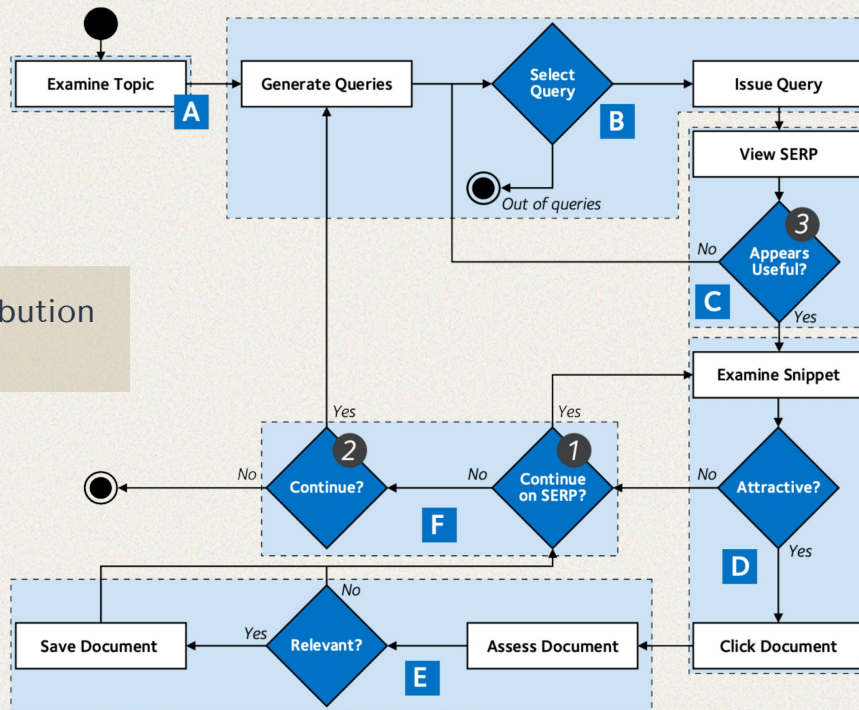 Examine Topic
A
Generate Queries
Select
Query
B
Issue Query
Out of queries
View SERP
3
Appears
Useful?
No
C
Yes
bution
Examine Snippet
Yes
Yes
2
Continue?
No
1
Continue
on SERP?
No
F
No
Attractive?
D
Yes
No
Save Document
Yes
Relevant?
E
Assess Document
Click Document